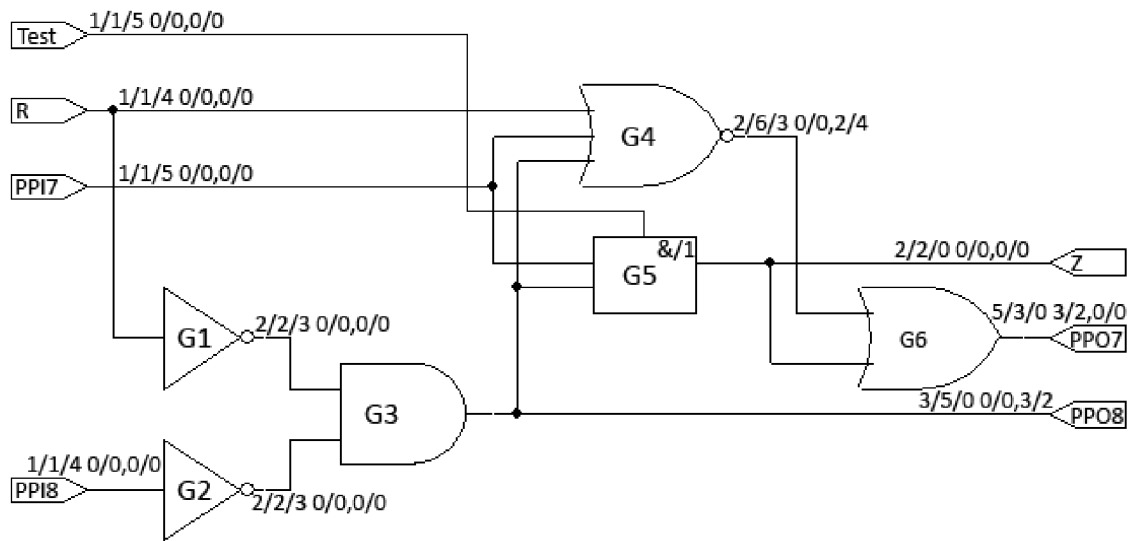 Test 1/1/5 0/0,0/0
R 1/1/4 0/0,0/0
G4 2/6/3 0/0,2/4
PPI7 1/1/5 0/0,0/0
&/1
G5
2/2/0 0/0,0/0 Z
G1 2/2/3 0/0,0/0
G6 5/3/0 3/2,0/0 PPO7
G3
3/5/0 0/0,3/2 PPO8
PPI8 1/1/4 0/0,0/0
G2 2/2/3 0/0,0/0